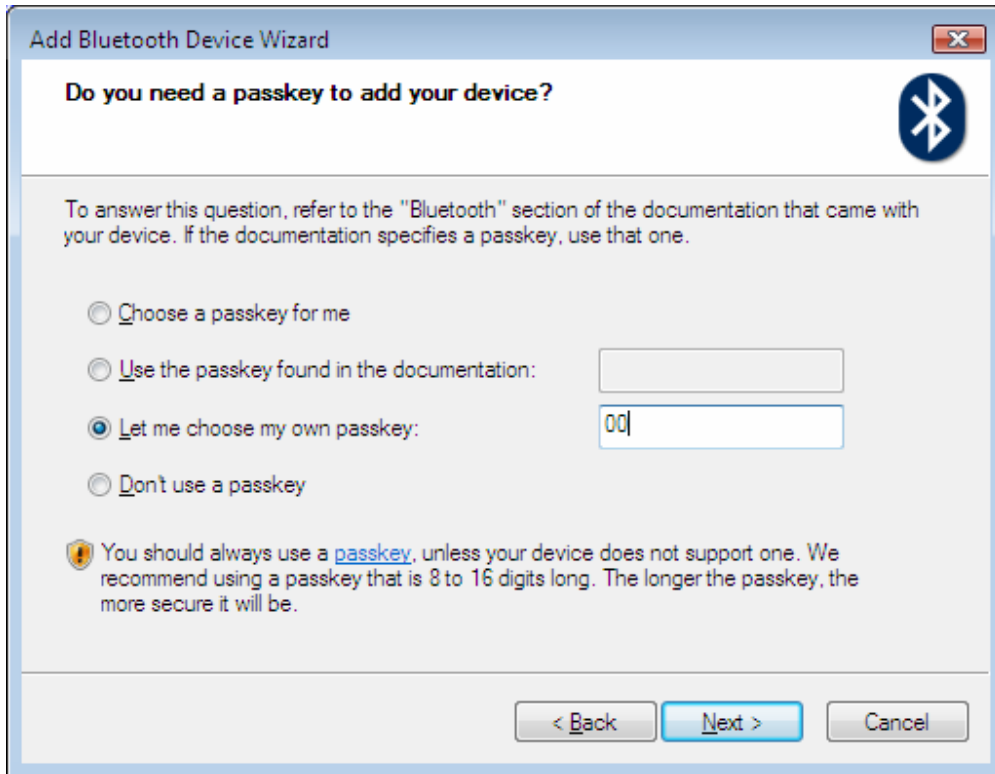 Add Bluetooth Device Wizard
Do you need a passkey to add your device?
To answer this question, refer to the "Bluetooth" section of the documentation that came with
your device. If the documentation specifies a passkey, use that one.
Choose a passkey for me
Use the passkey found in the documentation:
Let me choose my own passkey: 00
Don't use a passkey
You should always use a passkey, unless your device does not support one. We
recommend using a passkey that is 8 to 16 digits long. The longer the passkey, the
more secure it will be.
< Back Next > Cancel